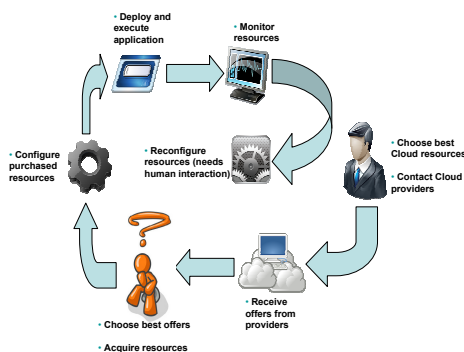 • Deploy and
execute
application
• Monitor
resources
• Configure
purchased
resources
• Reconfigure
resources (needs
human interaction)
• Choose best
Cloud resources
• Contact Cloud
providers
• Receive
offers from
providers
• Choose best offers
• Acquire resources